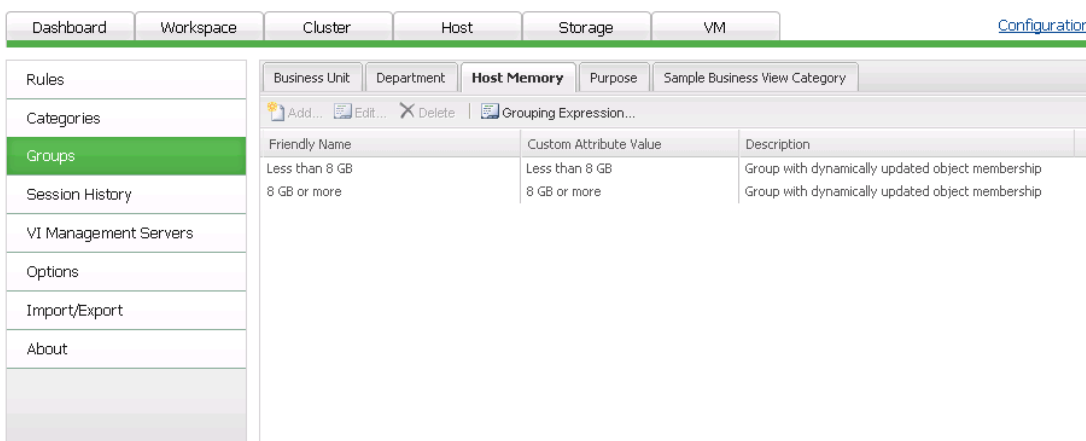 Dashboard Workspace Cluster Host Storage VM Configuration
Rules
Categories
Groups
Session History
VI Management Servers
Options
Import/Export
About
Business Unit Department Host Memory Purpose Sample Business View Category
Add... Edit... Delete Grouping Expression...
Friendly Name Custom Attribute Value Description
Less than 8 GB Less than 8 GB Group with dynamically updated object membership
8 GB or more 8 GB or more Group with dynamically updated object membership